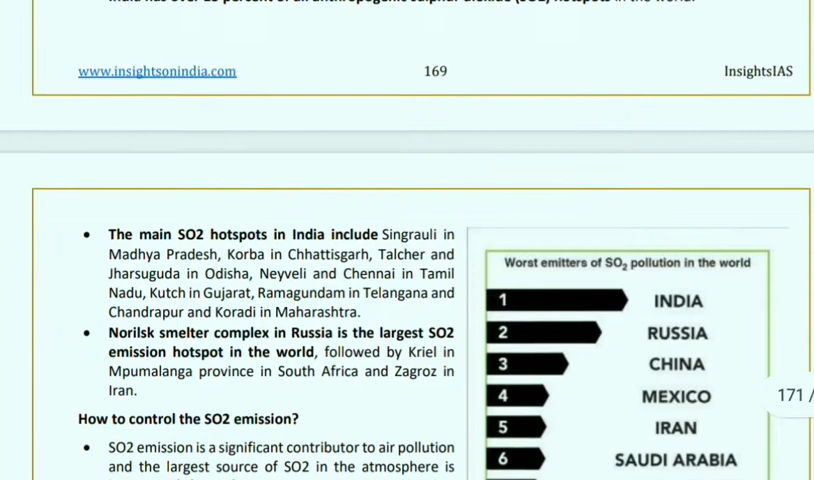 www.insightsonindia.com 169 InsightsIAS
• The main SO2 hotspots in India include Singrauli in
Madhya Pradesh, Korba in Chhattisgarh, Talcher and
Jharsuguda in Odisha, Neyveli and Chennai in Tamil
Nadu, Kutch in Gujarat, Ramagundam in Telangana and
Chandrapur and Koradi in Maharashtra.
• Norilsk smelter complex in Russia is the largest SO2
emission hotspot in the world, followed by Kriel in
Mpumalanga province in South Africa and Zagroz in
Iran.
How to control the SO2 emission?
• SO2 emission is a significant contributor to air pollution
and the largest source of SO2 in the atmosphere is
Worst emitters of SO₂ pollution in the world
1 INDIA
2 RUSSIA
3 CHINA
4 MEXICO
5 IRAN
6 SAUDI ARABIA
171 /